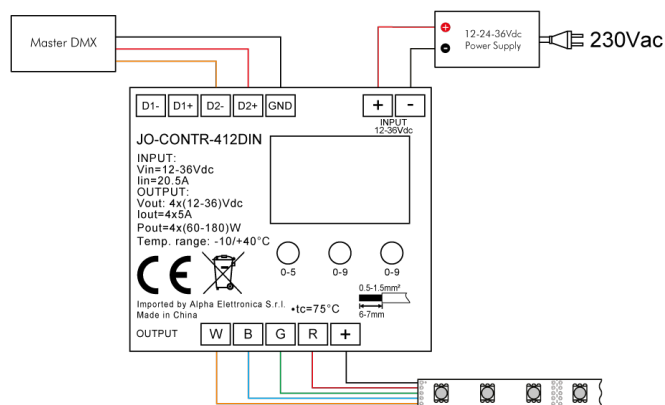 Master DMX
12-24-36Vdc
Power Supply
230Vac
D1- D1+ D2- D2+ GND
+ -
INPUT
12-36Vdc
JO-CONTR-412DIN
INPUT:
Vin=12-36Vdc
Iin=20.5A
OUTPUT:
Vout: 4x(12-36)Vdc
Iout=4x5A
Pout=4x(60-180)W
Temp. range: -10/+40°C
0-5 0-9 0-9
CE
0.5-1.5mm²
6-7mm
Imported by Alpha Elettronica S.r.l.
Made in China
•tc=75°C
OUTPUT W B G R +